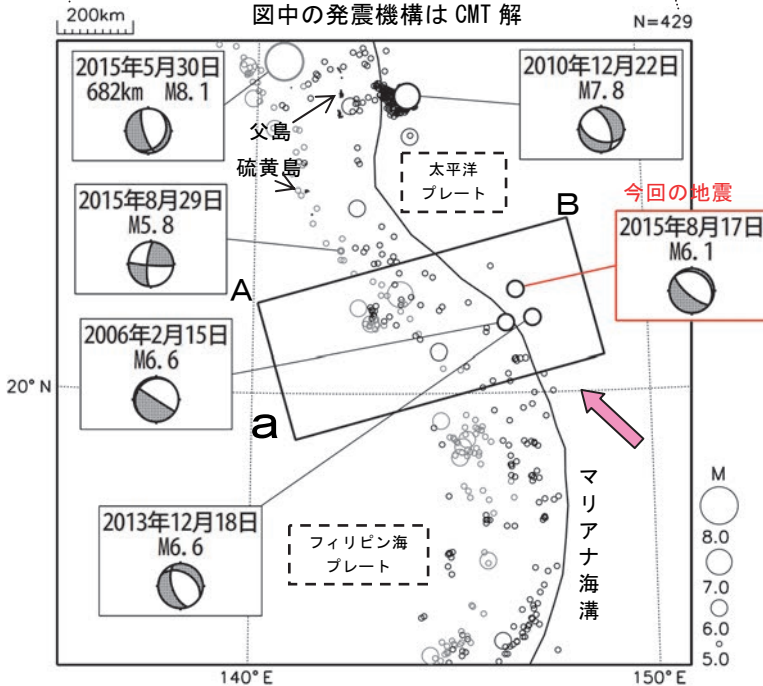 200km
図中の発震機構は CMT 解
N=429
2015年5月30日
682km M8.1
2010年12月22日
M7.8
父島
硫黄島
太平洋
プレート
今回の地震
2015年8月17日
M6.1
2015年8月29日
M5.8
B
A
2006年2月15日
M6.6
20°N
a
2013年12月18日
M6.6
フィリピン海
プレート
マリアナ海溝
M
8.0
7.0
6.0
5.0
140°E
150°E